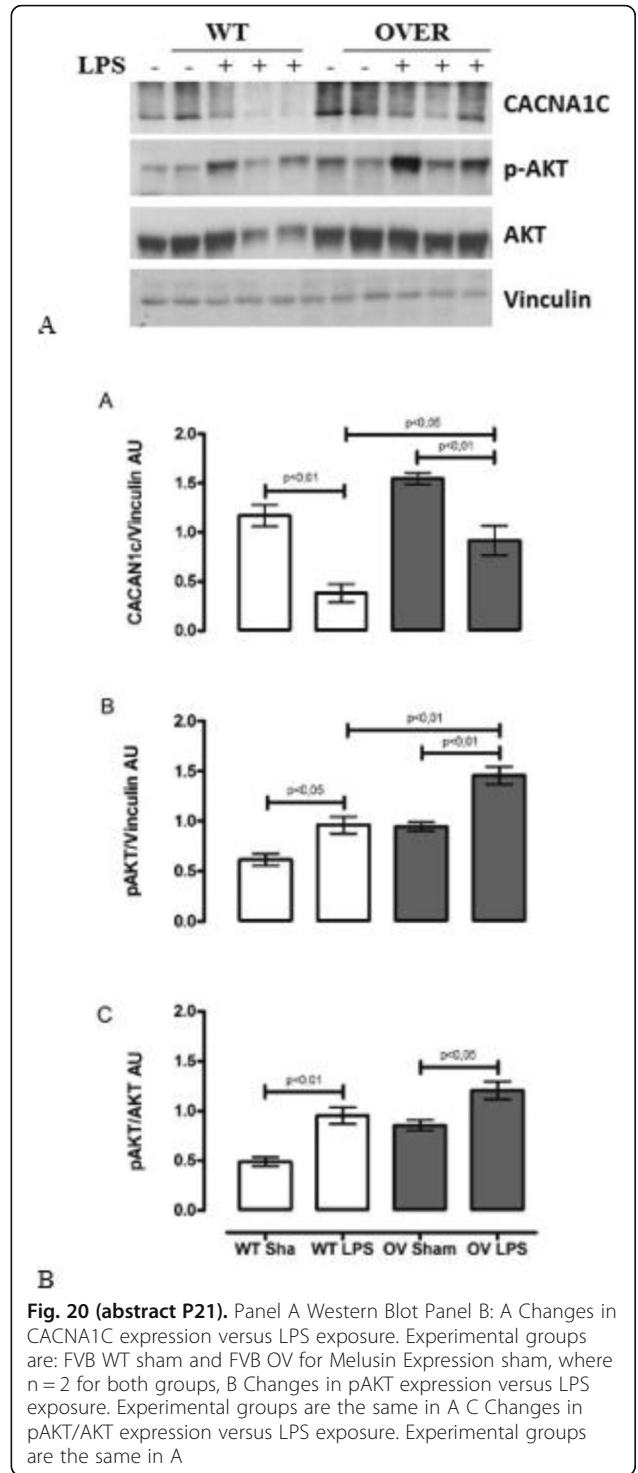 WT OVER
LPS - - + + + - - + + +
CACNA1C
p-AKT
AKT
Vinculin
A
A
CACAN1c/Vinculin AU
2.0
1.5
1.0
0.5
0.0
p<0,01
p<0,05
p<0,01
B
pAKT/Vinculin AU
2.0
1.5
1.0
0.5
0.0
p<0,05
p<0,01
p<0,01
C
pAKT/AKT AU
2.0
1.5
1.0
0.5
0.0
p<0,01
p<0,05
WT Sha WT LPS OV Sham OV LPS
B
Fig. 20 (abstract P21). Panel A Western Blot Panel B: A Changes in
CACNA1C expression versus LPS exposure. Experimental groups
are: FVB WT sham and FVB OV for Melusin Expression sham, where
n = 2 for both groups, B Changes in pAKT expression versus LPS
exposure. Experimental groups are the same in A C Changes in
pAKT/AKT expression versus LPS exposure. Experimental groups
are the same in A